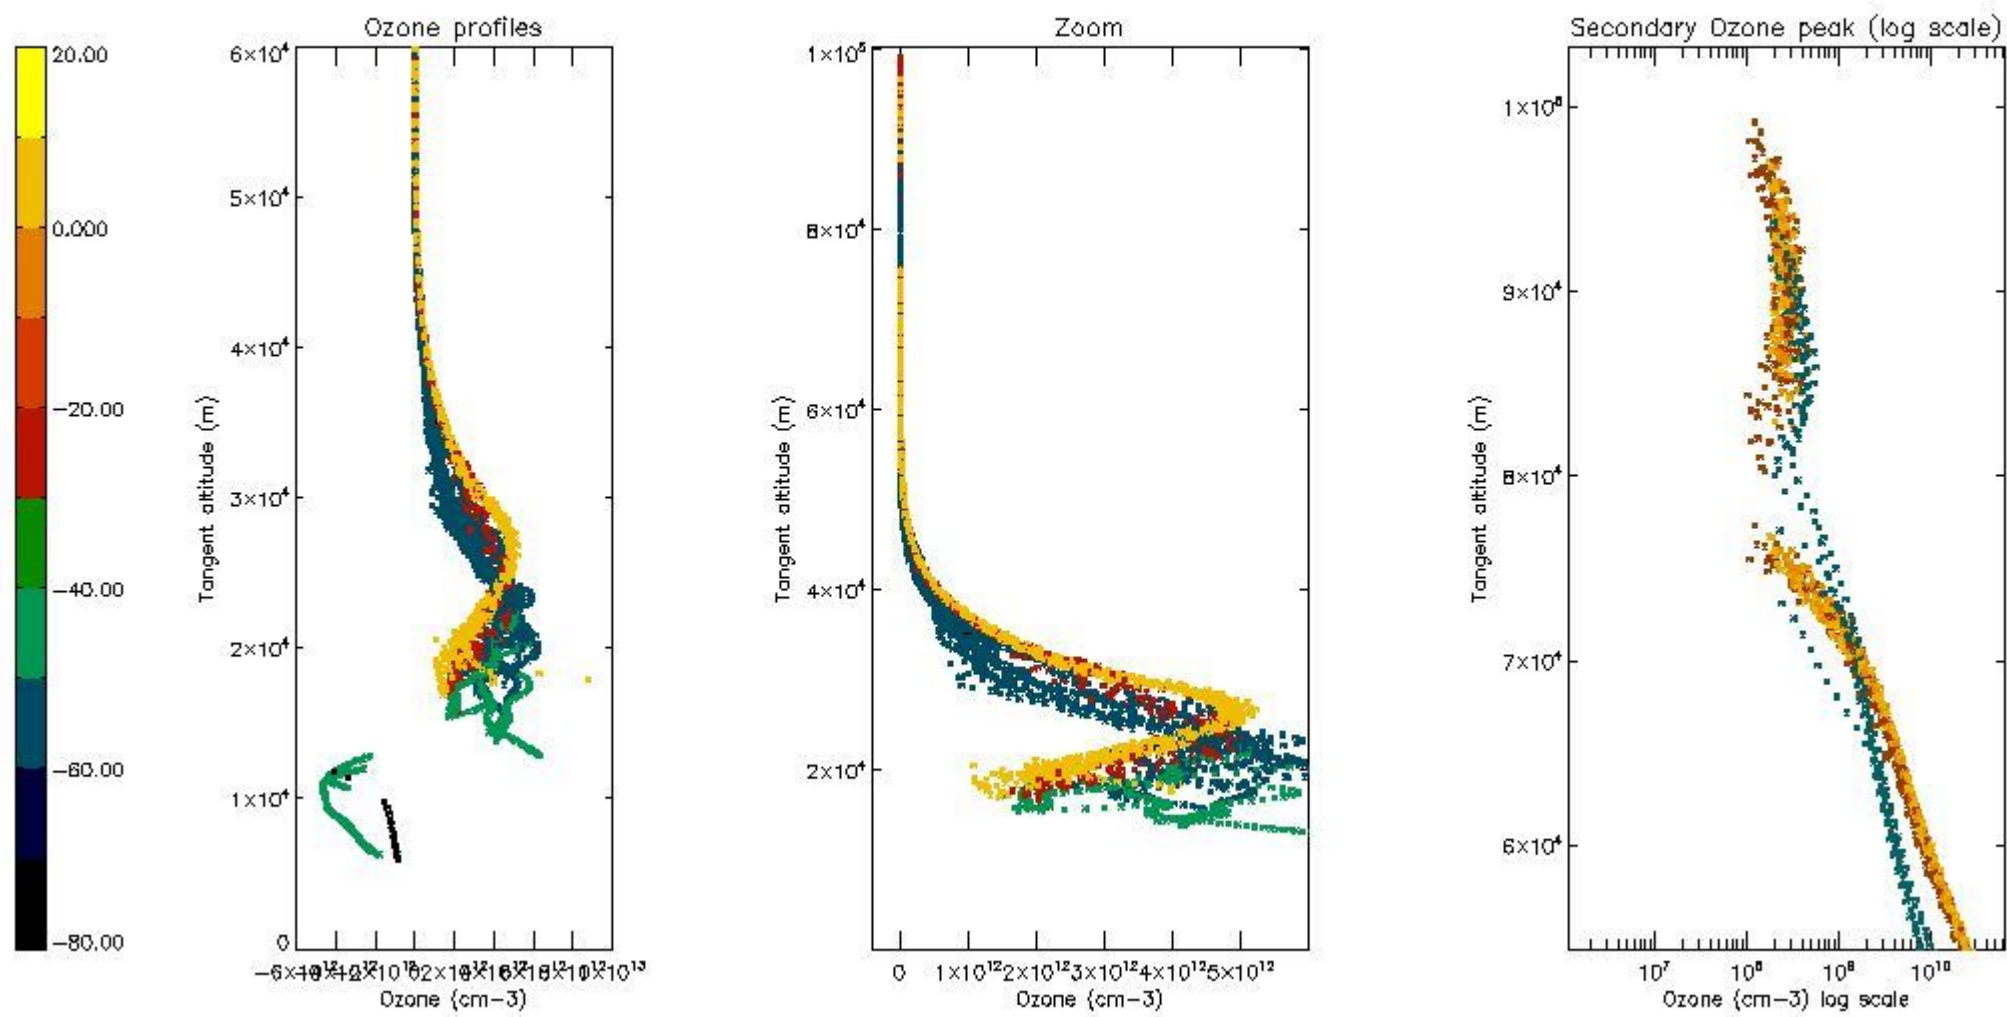 Ozone profiles
Zoom
Secondary Ozone peak (log scale)
20.00
0.000
−20.00
−40.00
−60.00
−80.00
6×10⁴
5×10⁴
4×10⁴
3×10⁴
2×10⁴
1×10⁴
0
Tangent altitude (m)
Ozone (cm−3)
1×10⁵
8×10⁴
6×10⁴
4×10⁴
2×10⁴
Tangent altitude (m)
0 1×10¹² 2×10¹² 3×10¹² 4×10¹² 5×10¹²
Ozone (cm−3)
9×10⁴
8×10⁴
7×10⁴
6×10⁴
Tangent altitude (m)
10⁷ 10⁸ 10⁹ 10¹⁰
Ozone (cm−3) log scale